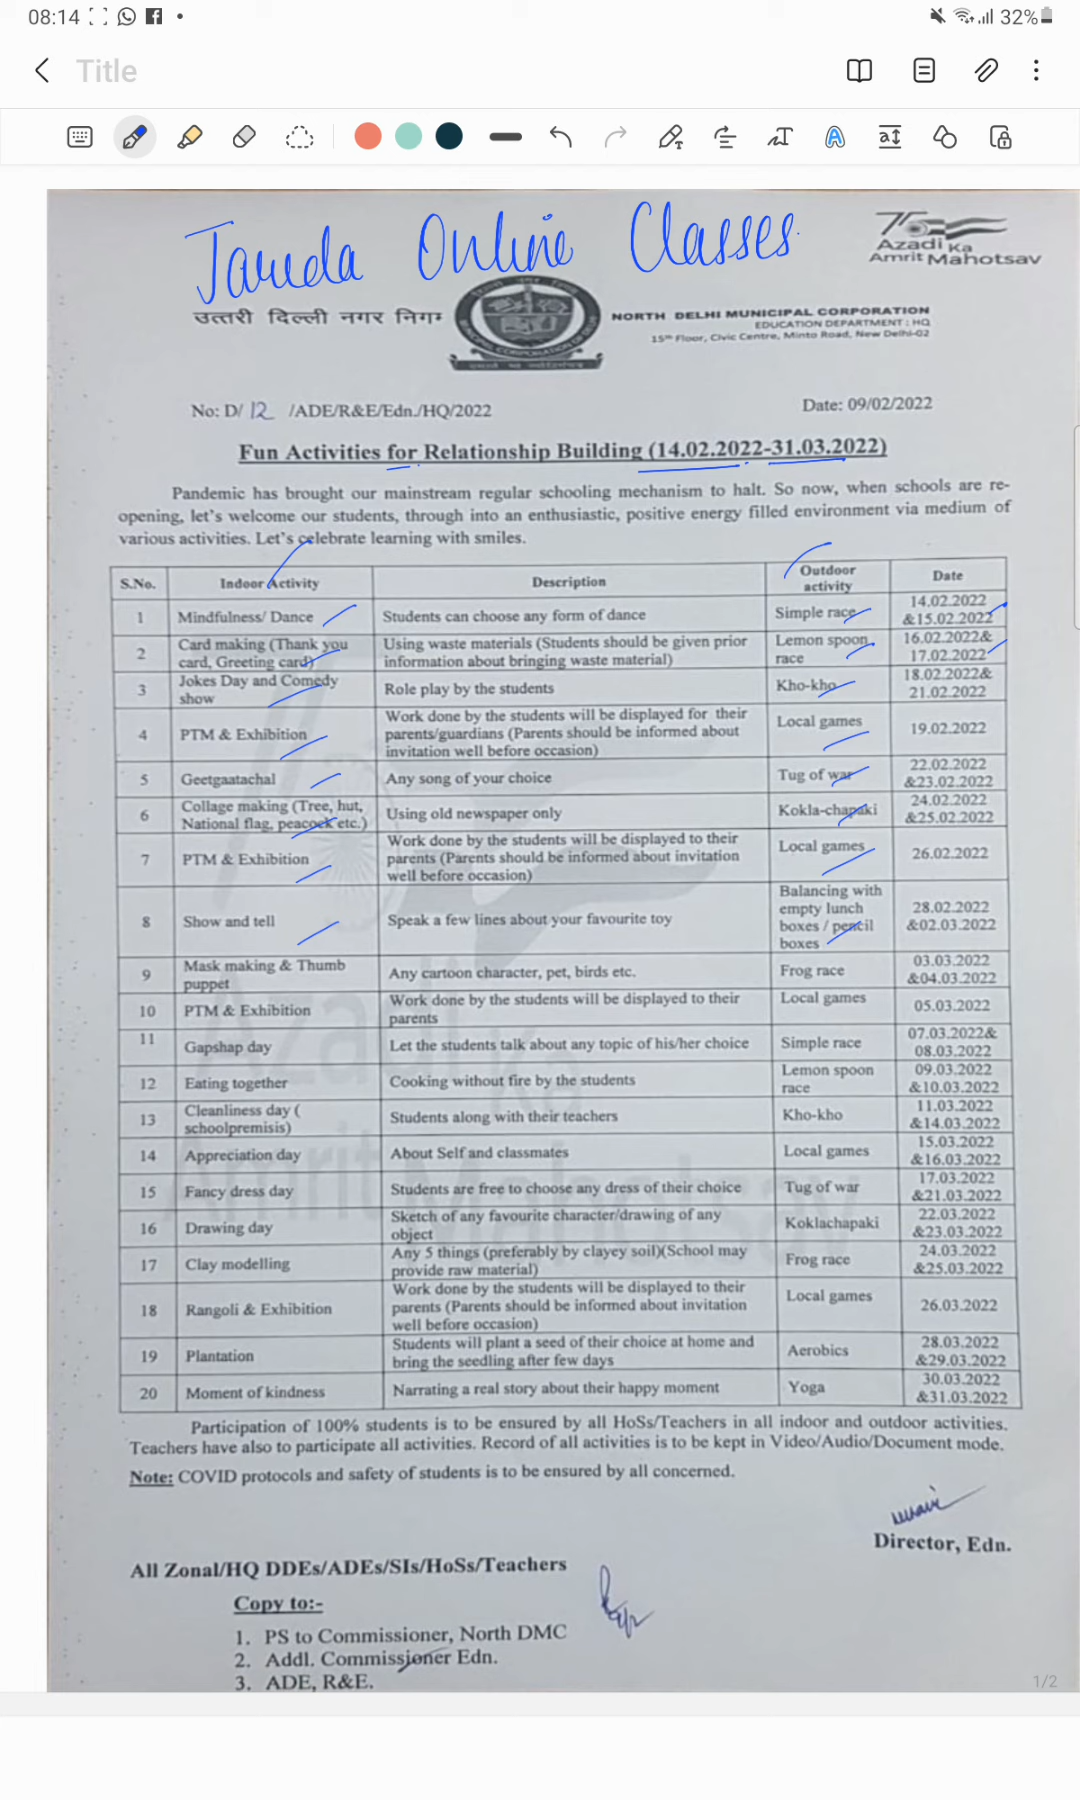 08:14
32%
Title
Jaruda Online Classes
75
Azadi Ka
Amrit Mahotsav
उत्तरी दिल्ली नगर निगम
NORTH DELHI MUNICIPAL CORPORATION
EDUCATION DEPARTMENT : HQ
15th Floor, Civic Centre, Minto Road, New Delhi-02
No: D/ 12 /ADE/R&E/Edn./HQ/2022
Date: 09/02/2022
Fun Activities for Relationship Building (14.02.2022-31.03.2022)
Pandemic has brought our mainstream regular schooling mechanism to halt. So now, when schools are re-
opening, let's welcome our students, through into an enthusiastic, positive energy filled environment via medium of
various activities. Let's celebrate learning with smiles.
S.No. Indoor Activity Description Outdoor activity Date
1 Mindfulness/ Dance Students can choose any form of dance Simple race 14.02.2022 &15.02.2022
2 Card making (Thank you card, Greeting card) Using waste materials (Students should be given prior information about bringing waste material) Lemon spoon race 16.02.2022& 17.02.2022
3 Jokes Day and Comedy show Role play by the students Kho-kho 18.02.2022& 21.02.2022
4 PTM & Exhibition Work done by the students will be displayed for their parents/guardians (Parents should be informed about invitation well before occasion) Local games 19.02.2022
5 Geetgaatachal Any song of your choice Tug of war 22.02.2022 &23.02.2022
6 Collage making (Tree, hut, National flag, peacock etc.) Using old newspaper only Kokla-chapaki 24.02.2022 &25.02.2022
7 PTM & Exhibition Work done by the students will be displayed to their parents (Parents should be informed about invitation well before occasion) Local games 26.02.2022
8 Show and tell Speak a few lines about your favourite toy Balancing with empty lunch boxes / pencil boxes 28.02.2022 &02.03.2022
9 Mask making & Thumb puppet Any cartoon character, pet, birds etc. Frog race 03.03.2022 &04.03.2022
10 PTM & Exhibition Work done by the students will be displayed to their parents Local games 05.03.2022
11 Gapshap day Let the students talk about any topic of his/her choice Simple race 07.03.2022& 08.03.2022
12 Eating together Cooking without fire by the students Lemon spoon race 09.03.2022 &10.03.2022
13 Cleanliness day ( schoolpremisis) Students along with their teachers Kho-kho 11.03.2022 &14.03.2022
14 Appreciation day About Self and classmates Local games 15.03.2022 &16.03.2022
15 Fancy dress day Students are free to choose any dress of their choice Tug of war 17.03.2022 &21.03.2022
16 Drawing day Sketch of any favourite character/drawing of any object Koklachapaki 22.03.2022 &23.03.2022
17 Clay modelling Any 5 things (preferably by clayey soil)(School may provide raw material) Frog race 24.03.2022 &25.03.2022
18 Rangoli & Exhibition Work done by the students will be displayed to their parents (Parents should be informed about invitation well before occasion) Local games 26.03.2022
19 Plantation Students will plant a seed of their choice at home and bring the seedling after few days Aerobics 28.03.2022 &29.03.2022
20 Moment of kindness Narrating a real story about their happy moment Yoga 30.03.2022 &31.03.2022
Participation of 100% students is to be ensured by all HoSs/Teachers in all indoor and outdoor activities.
Teachers have also to participate all activities. Record of all activities is to be kept in Video/Audio/Document mode.
Note: COVID protocols and safety of students is to be ensured by all concerned.
Director, Edn.
All Zonal/HQ DDEs/ADEs/SIs/HoSs/Teachers
Copy to:-
1. PS to Commissioner, North DMC
2. Addl. Commissioner Edn.
3. ADE, R&E.
1/2